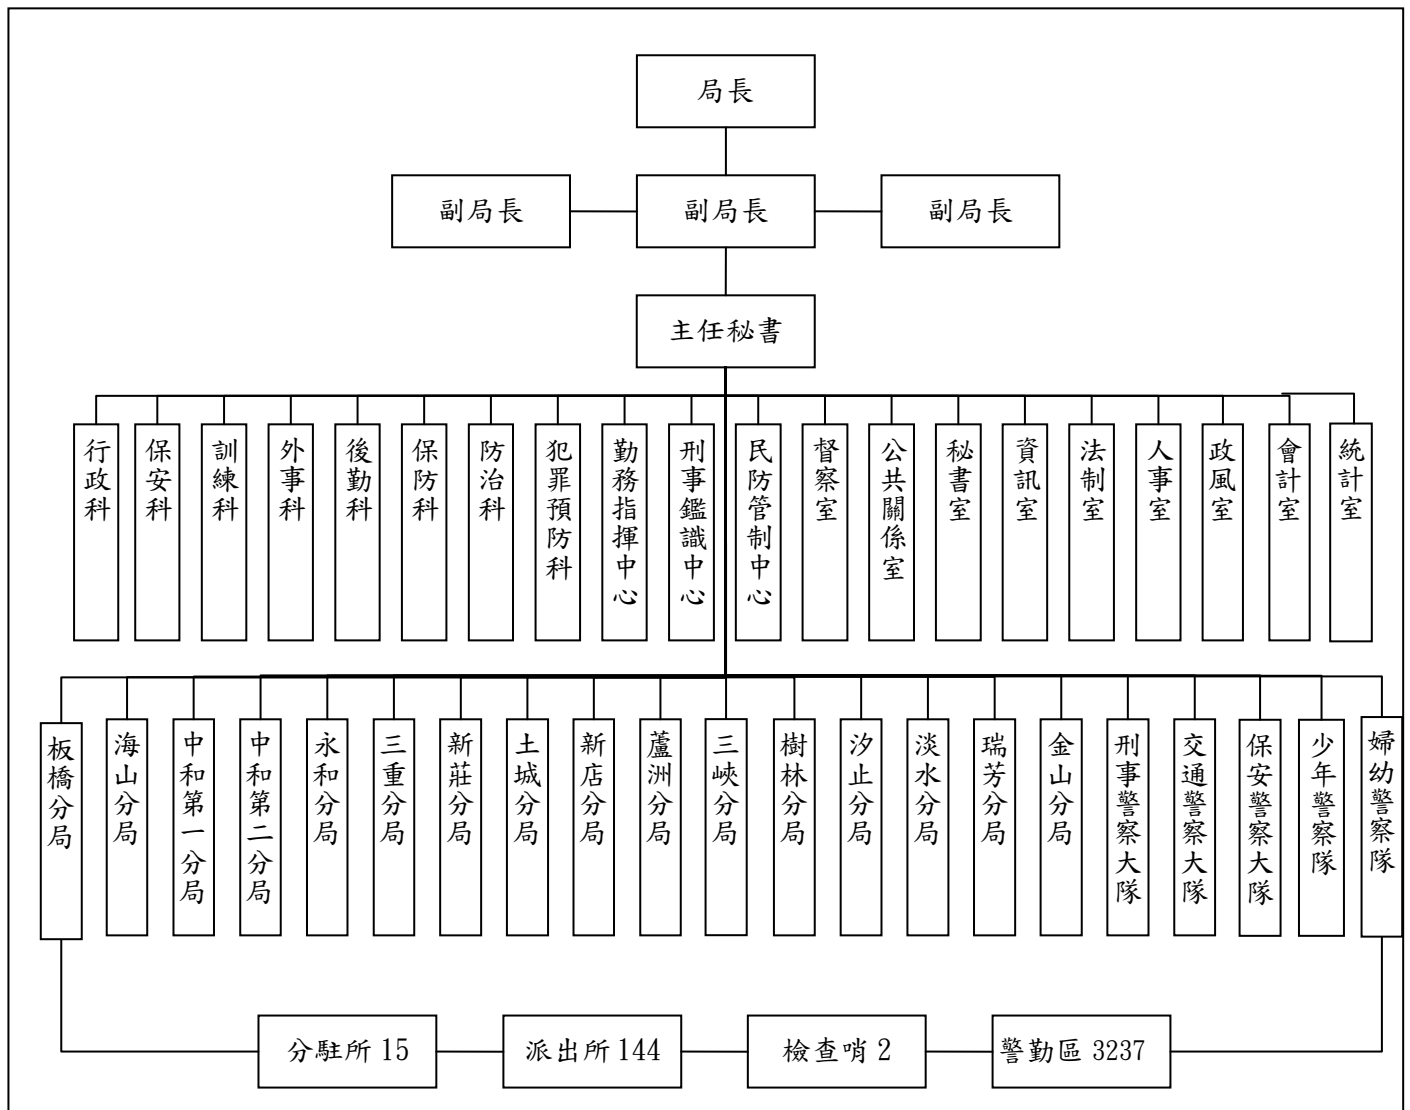 局長
副局長
副局長
副局長
主任秘書
行政科
保安科
訓練科
外事科
後勤科
保防科
防治科
犯罪預防科
勤務指揮中心
刑事鑑識中心
民防管制中心
督察室
公共關係室
秘書室
資訊室
法制室
人事室
政風室
會計室
統計室
板橋分局
海山分局
中和第一分局
中和第二分局
永和分局
三重分局
新莊分局
土城分局
新店分局
蘆洲分局
三峽分局
樹林分局
汐止分局
淡水分局
瑞芳分局
金山分局
刑事警察大隊
交通警察大隊
保安警察大隊
少年警察隊
婦幼警察隊
分駐所 15
派出所 144
檢查哨 2
警勤區 3237